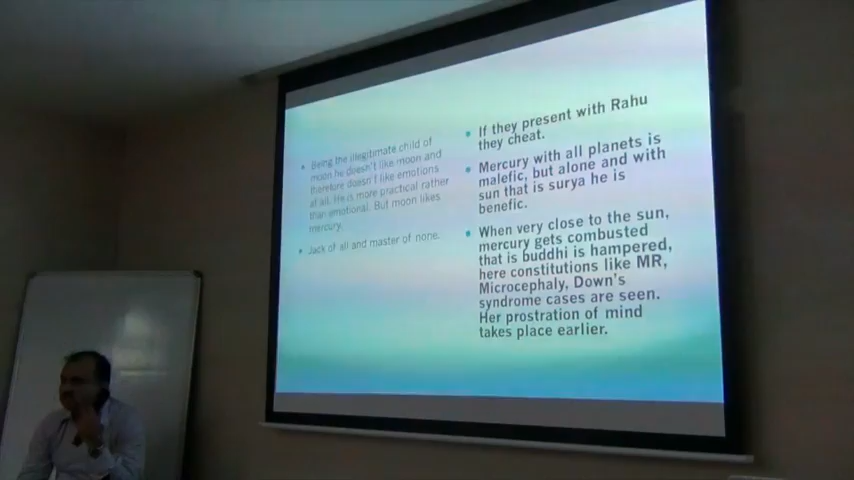 Being the illegitimate child of
moon he doesn't like moon and
therefore doesn't like emotions
at all. He is more practical rather
than emotional. But moon likes
mercury.
Jack of all and master of none.
If they present with Rahu
they cheat.
Mercury with all planets is
malefic, but alone and with
sun that is surya he is
benefic.
When very close to the sun,
mercury gets combusted
that is buddhi is hampered,
here constitutions like MR,
Microcephaly, Down's
syndrome cases are seen.
Her prostration of mind
takes place earlier.